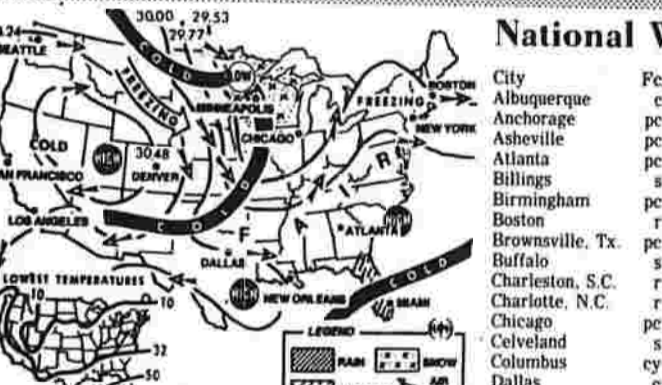 30.00 29.53
29.77
.24
SEATTLE
COLD
LOW
FREEZING
MINNEAPOLIS
BOSTON
FREEZING
NEW YORK
CHICAGO
COLD
HIGH
30.48
DENVER
SAN FRANCISCO
COLD
FAIR
LOS ANGELES
HIGH
ATLANTA
DALLAS
COLD
HIGH
NEW ORLEANS
MIAMI
LOWEST TEMPERATURES
10
10
32
50
LEGEND
RAIN
SNOW
AIR
National W
City Fc
Albuquerque c
Anchorage pc
Asheville pc
Atlanta pc
Billings s
Birmingham pc
Boston r
Brownsville, Tx. pc
Buffalo s
Charleston, S.C. r
Charlotte, N.C. r
Chicago pc
Celveland s
Columbus cy
Dallas